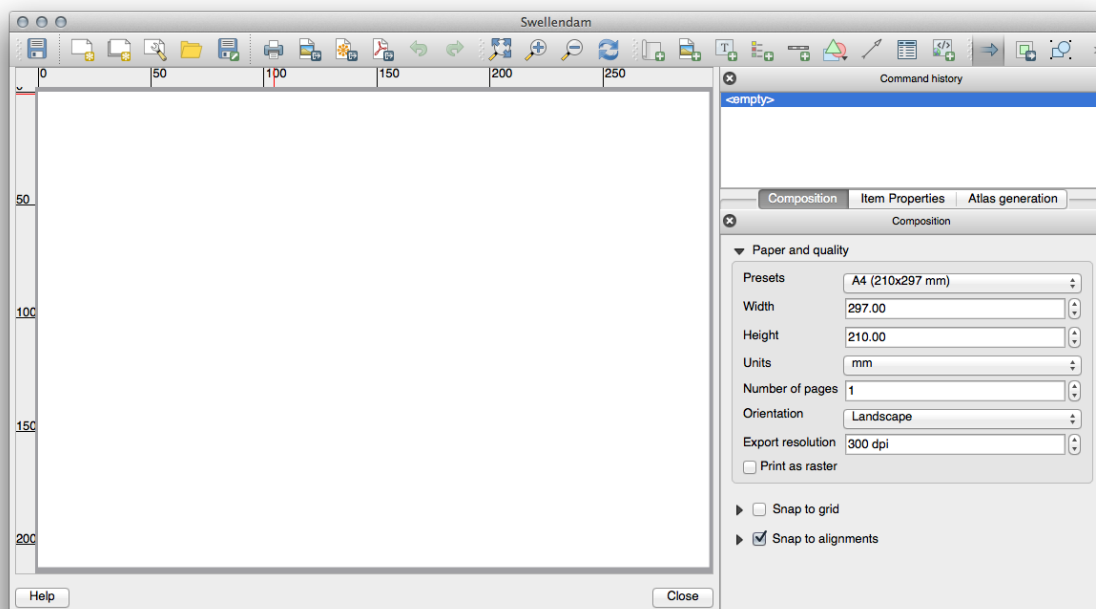 Swellendam
0 50 100 150 200 250
0
50
100
150
200
Command history
<empty>
Composition Item Properties Atlas generation
Composition
Paper and quality
Presets A4 (210x297 mm)
Width 297.00
Height 210.00
Units mm
Number of pages 1
Orientation Landscape
Export resolution 300 dpi
Print as raster
Snap to grid
Snap to alignments
Help Close